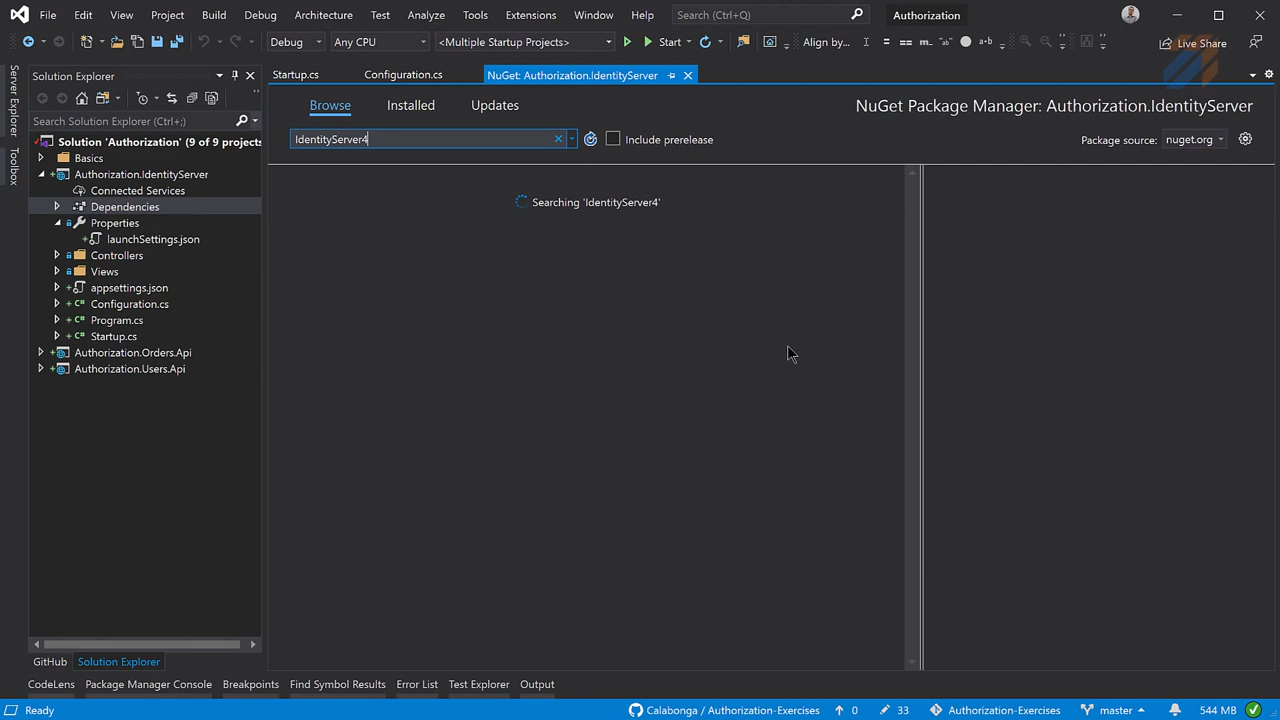 File Edit View Project Build Debug Architecture Test Analyze Tools Extensions Window Help Search (Ctrl+Q) Authorization
Debug Any CPU <Multiple Startup Projects> Start Align by... Live Share
Server Explorer
Toolbox
Solution Explorer
Search Solution Explorer (Ctrl+;)
Solution 'Authorization' (9 of 9 projects
Basics
Authorization.IdentityServer
Connected Services
Dependencies
Properties
launchSettings.json
Controllers
Views
appsettings.json
Configuration.cs
Program.cs
Startup.cs
Authorization.Orders.Api
Authorization.Users.Api
GitHub Solution Explorer
Startup.cs Configuration.cs NuGet: Authorization.IdentityServer
Browse Installed Updates NuGet Package Manager: Authorization.IdentityServer
IdentityServer4 Include prerelease Package source: nuget.org
Searching 'IdentityServer4'
CodeLens Package Manager Console Breakpoints Find Symbol Results Error List Test Explorer Output
Ready Calabonga / Authorization-Exercises 0 33 Authorization-Exercises master 544 MB